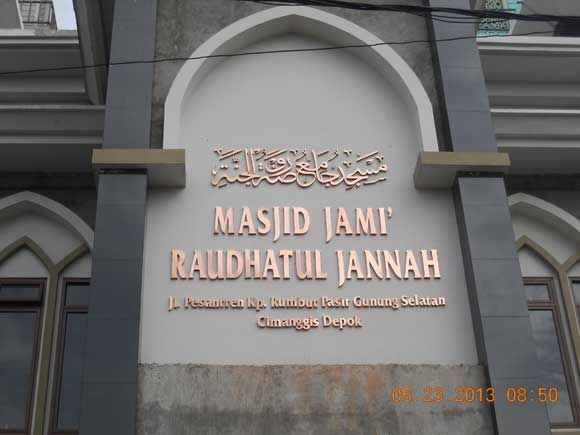 مسجد جامع روضة الجنة
MASJID JAMI'
RAUDHATUL JANNAH
Jl. Pesantren Kp. Rumbut Pasir Gunung Selatan
Cimanggis Depok
05 23 2013 08:50